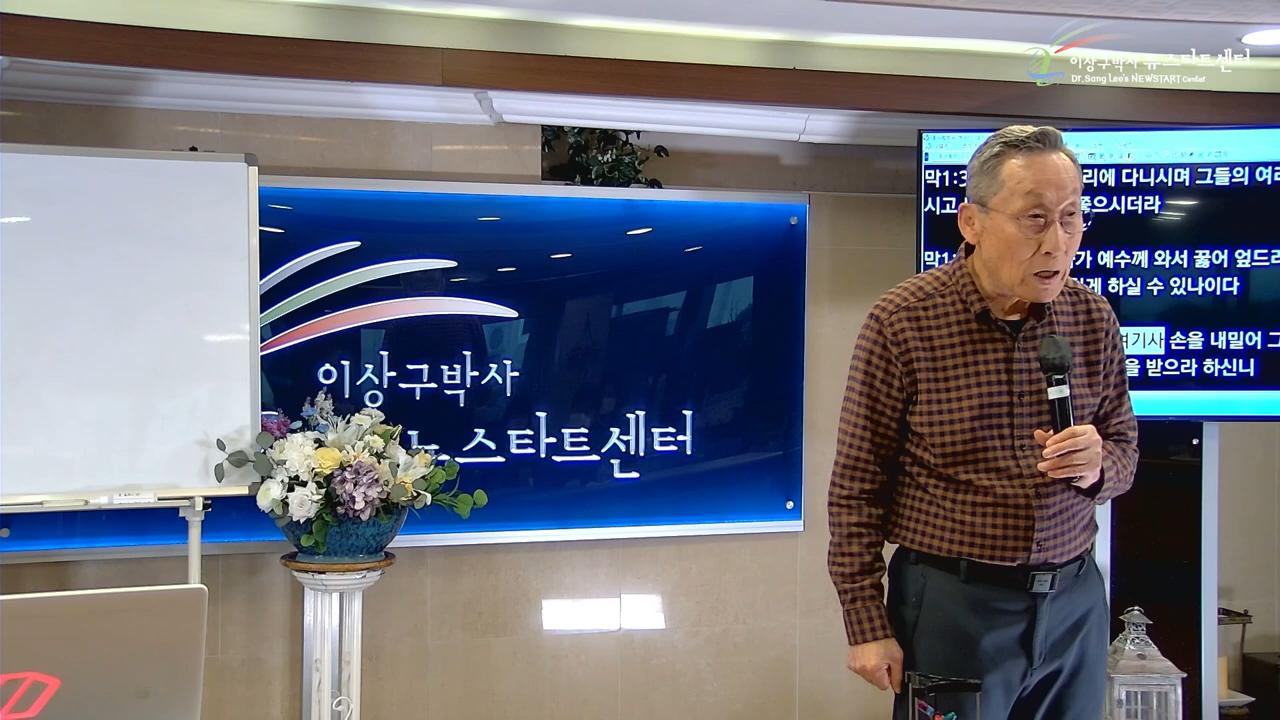 이상구박사 뉴스타트센터
Dr. Sang Lee's NEWSTART Center
이상구박사
뉴스타트센터
막1:3 리에 다니시며 그들의 여
시고 쫓으시더라
막1: 가 예수께 와서 꿇어 엎드리
게 하실 수 있나이다
여기사 손을 내밀어 그
을 받으라 하신니